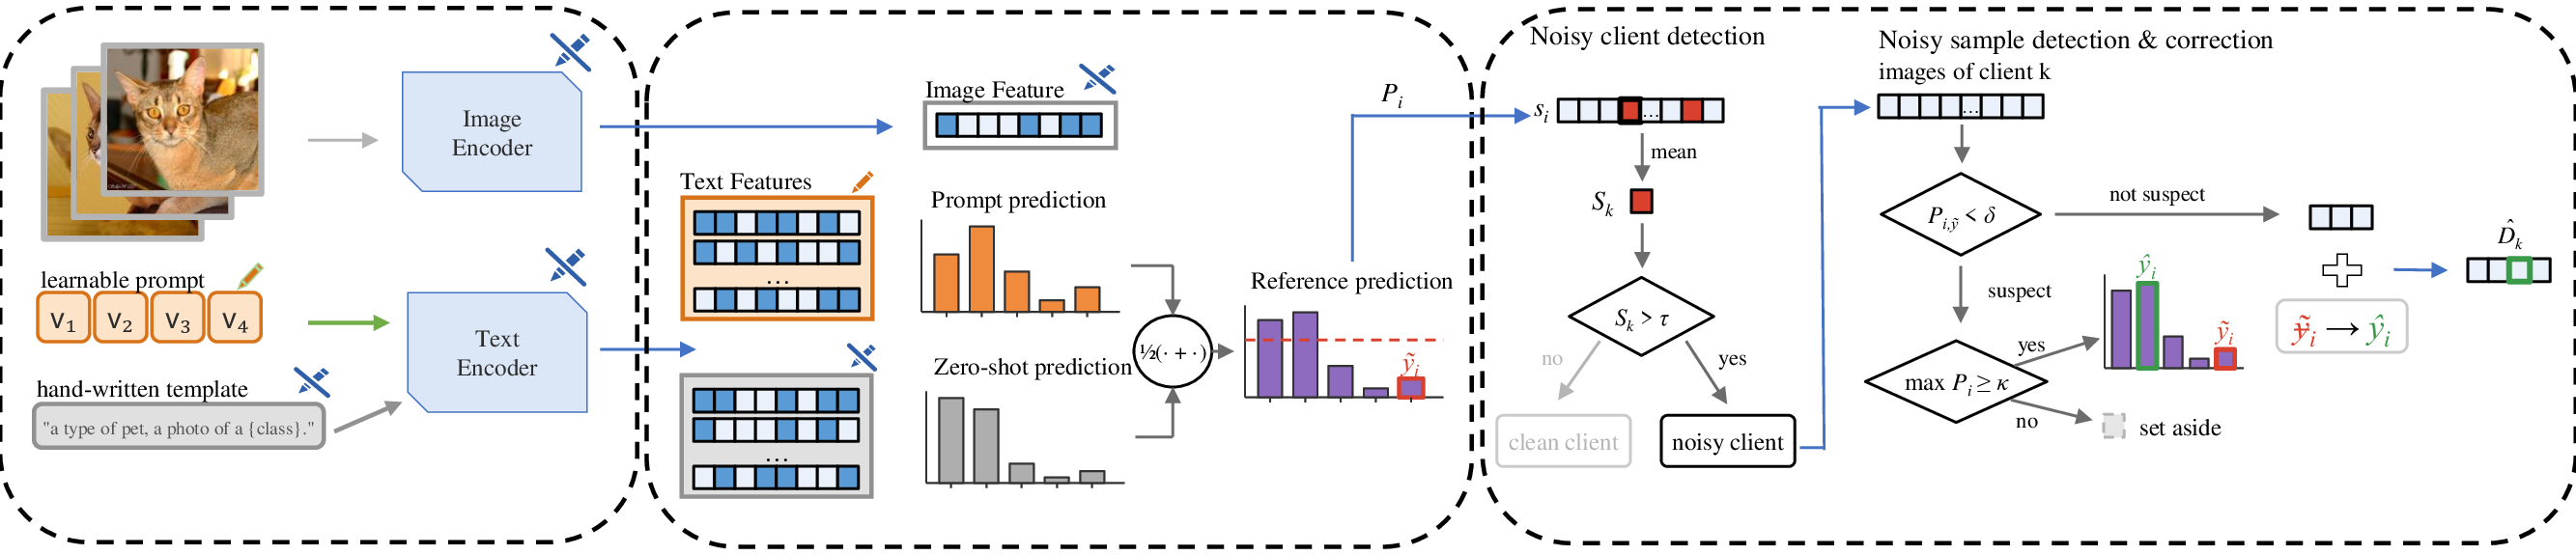 Image
Encoder
learnable prompt
v1 v2 v3 v4
hand-written template
"a type of pet, a photo of a {class}."
Text
Encoder
Image Feature
Text Features
...
...
Prompt prediction
Zero-shot prediction
½(· + ·)
Reference prediction
ỹᵢ
Pᵢ
Noisy client detection
sᵢ
...
mean
Sₖ
Sₖ > τ
no
yes
clean client
noisy client
Noisy sample detection & correction
images of client k
...
Pᵢ,ỹ < δ
not suspect
suspect
max Pᵢ ≥ κ
yes
no
ŷᵢ
ỹᵢ
set aside
ỹᵢ → ŷᵢ
D̂ₖ